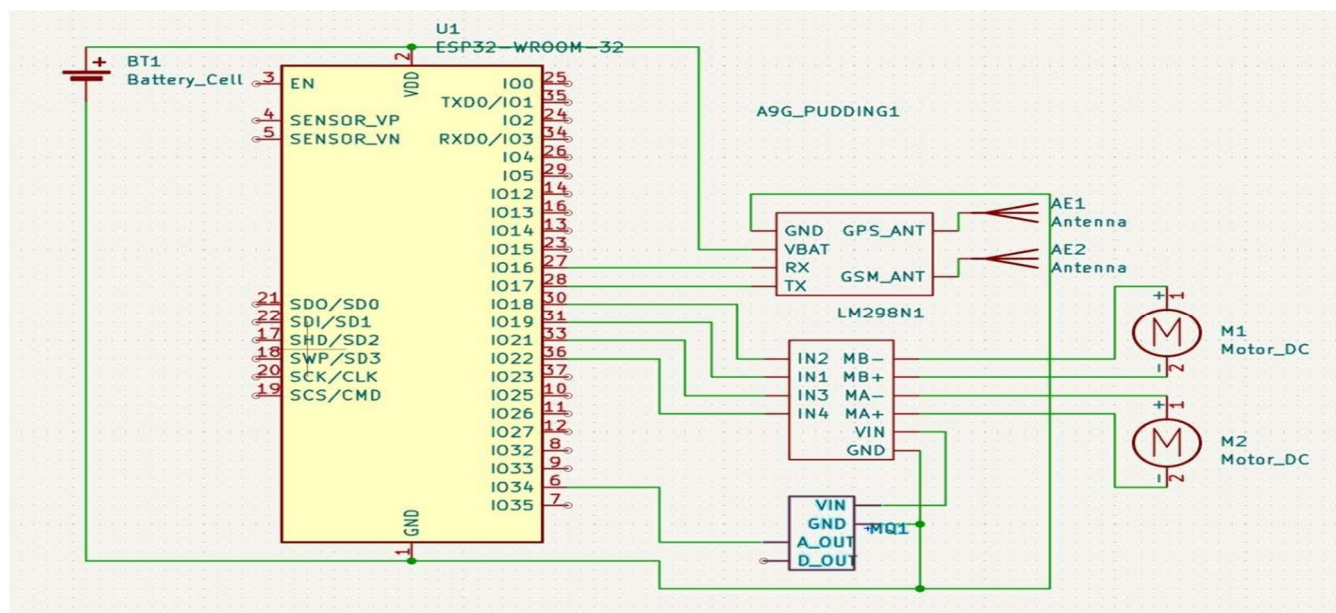 U1
ESP32-WROOM-32
BT1
Battery_Cell
+
2
VDD
3 EN
4 SENSOR_VP
5 SENSOR_VN
21 SDO/SD0
22 SDI/SD1
17 SHD/SD2
18 SWP/SD3
20 SCK/CLK
19 SCS/CMD
IO0 25
TXD0/IO1 35
IO2 24
RXD0/IO3 34
IO4 26
IO5 29
IO12 14
IO13 16
IO14 13
IO15 23
IO16 27
IO17 28
IO18 30
IO19 31
IO21 33
IO22 36
IO23 37
IO25 10
IO26 11
IO27 12
IO32 8
IO33 9
IO34 6
IO35 7
GND
1
A9G_PUDDING1
GND GPS_ANT
VBAT
RX
GSM_ANT
TX
AE1
Antenna
AE2
Antenna
LM298N1
IN2 MB-
IN1 MB+
IN3 MA-
IN4 MA+
VIN
GND
+ 1
M
- 2
M1
Motor_DC
+ 1
M
- 2
M2
Motor_DC
VIN
GND
MQ1
A_OUT
D_OUT